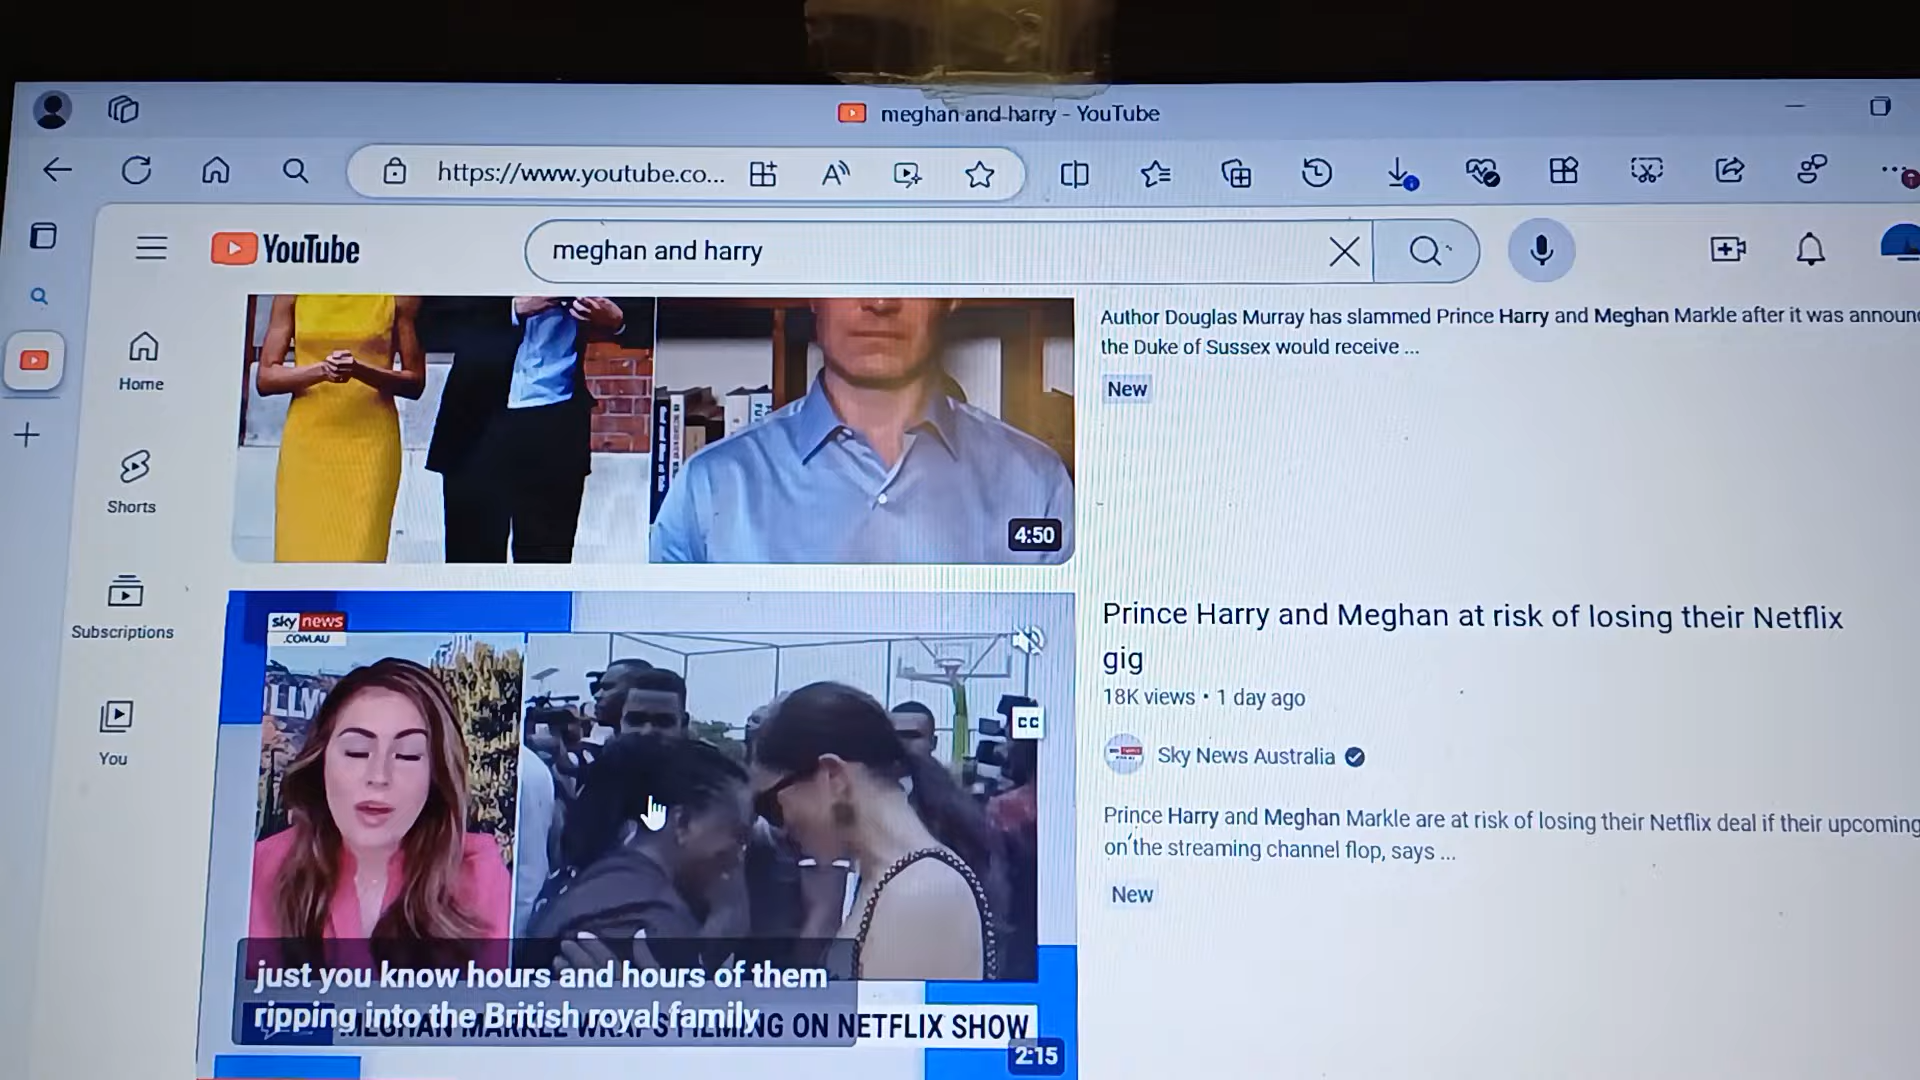 meghan and harry - YouTube
https://www.youtube.co...
YouTube
meghan and harry
Home
Shorts
Subscriptions
You
4:50
Author Douglas Murray has slammed Prince Harry and Meghan Markle after it was announ
the Duke of Sussex would receive ...
New
sky news
.COM.AU
CC
just you know hours and hours of them
ripping into the British royal family
MEGHAN MARKLE WRAPS FILMING ON NETFLIX SHOW
2:15
Prince Harry and Meghan at risk of losing their Netflix
gig
18K views • 1 day ago
Sky News Australia
Prince Harry and Meghan Markle are at risk of losing their Netflix deal if their upcoming
on the streaming channel flop, says ...
New